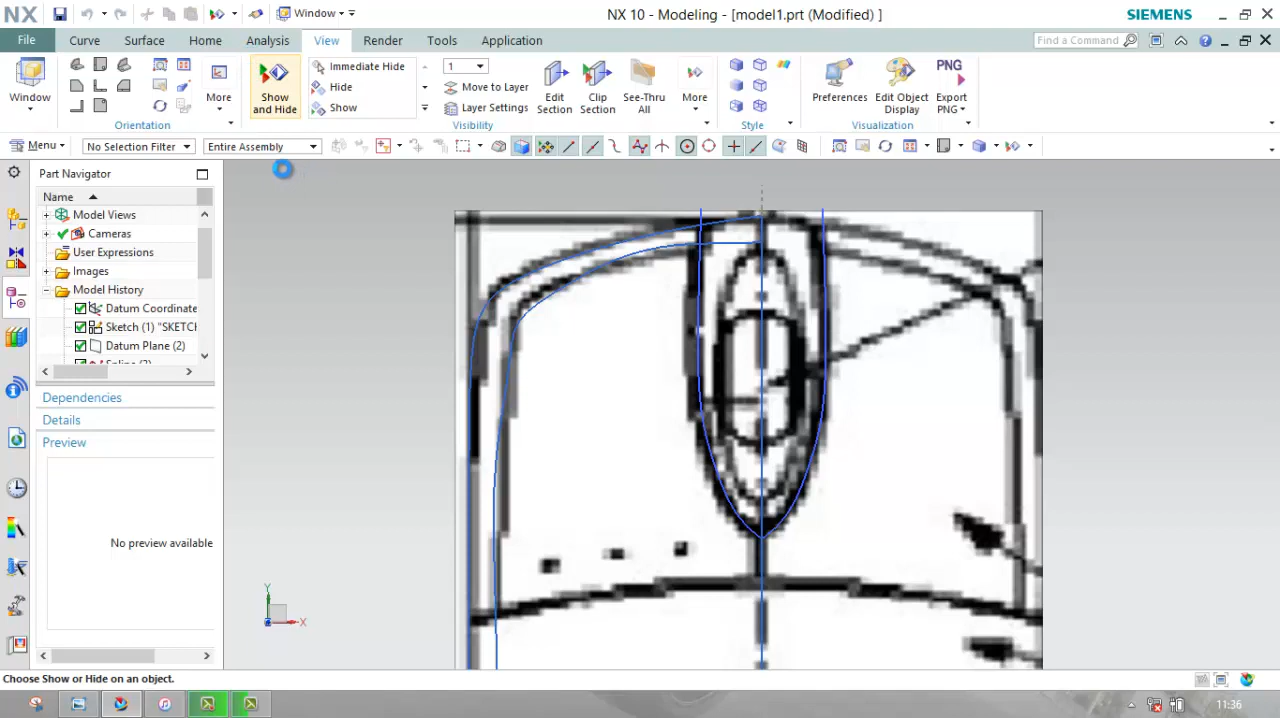 NX
Window
NX 10 - Modeling - [model1.prt (Modified) ]
SIEMENS
File
Curve
Surface
Home
Analysis
View
Render
Tools
Application
Find a Command
Window
More
Orientation
Show
and Hide
Immediate Hide
Hide
Show
1
Move to Layer
Layer Settings
Edit
Section
Clip
Section
See-Thru
All
More
Visibility
Style
Preferences
Edit Object
Display
PNG
Export
PNG
Visualization
Menu
No Selection Filter
Entire Assembly
Part Navigator
Name
Model Views
Cameras
User Expressions
Images
Model History
Datum Coordinate
Sketch (1) "SKETCH
Datum Plane (2)
Dependencies
Details
Preview
No preview available
Y
X
Choose Show or Hide on an object.
11:36